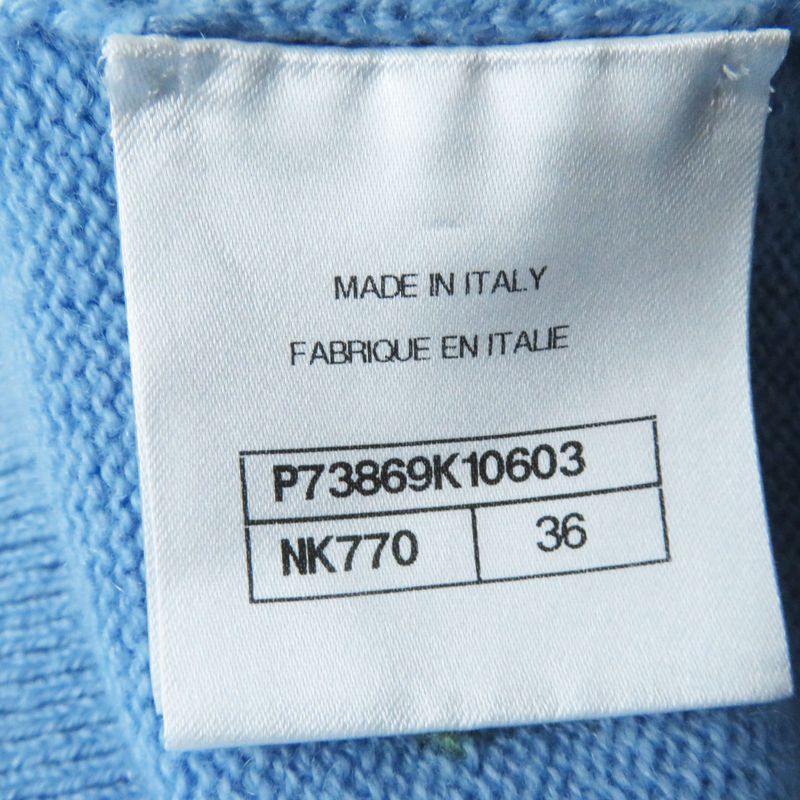 MADE IN ITALY
FABRIQUE EN ITALIE
P73869K10603
NK770 36